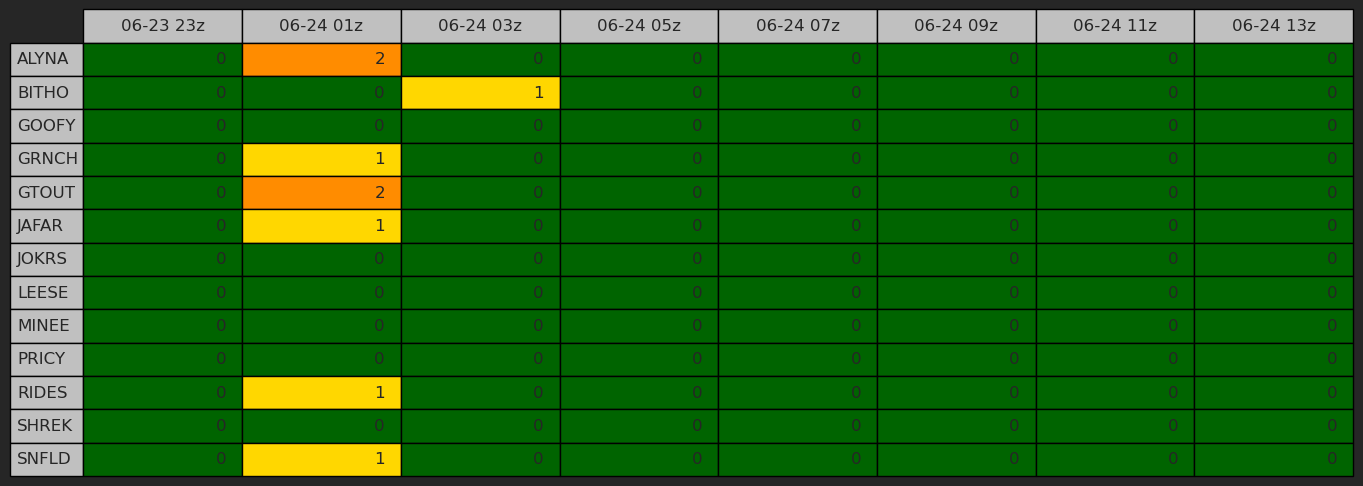 06-23 23z 06-24 01z 06-24 03z 06-24 05z 06-24 07z 06-24 09z 06-24 11z 06-24 13z
ALYNA 0 2 0 0 0 0 0 0
BITHO 0 0 1 0 0 0 0 0
GOOFY 0 0 0 0 0 0 0 0
GRNCH 0 1 0 0 0 0 0 0
GTOUT 0 2 0 0 0 0 0 0
JAFAR 0 1 0 0 0 0 0 0
JOKRS 0 0 0 0 0 0 0 0
LEESE 0 0 0 0 0 0 0 0
MINEE 0 0 0 0 0 0 0 0
PRICY 0 0 0 0 0 0 0 0
RIDES 0 1 0 0 0 0 0 0
SHREK 0 0 0 0 0 0 0 0
SNFLD 0 1 0 0 0 0 0 0